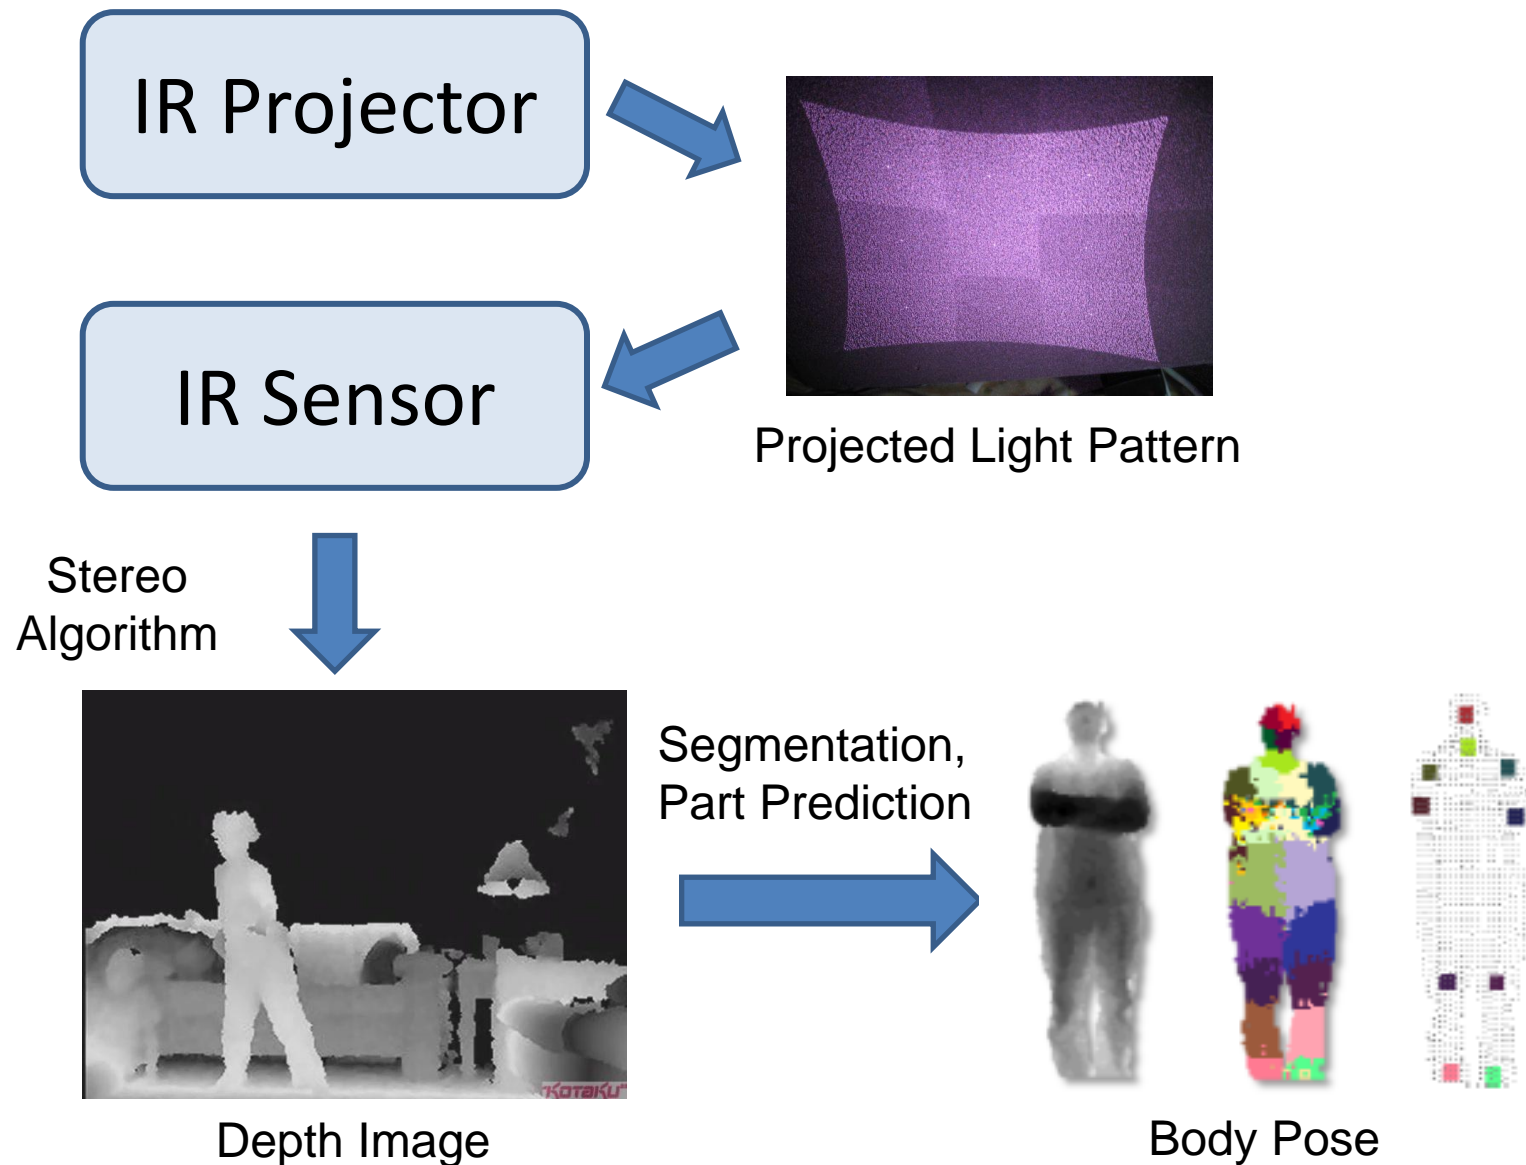 IR Projector
IR Sensor
Projected Light Pattern
Stereo
Algorithm
Segmentation,
Part Prediction
KOTAKU
Depth Image
Body Pose